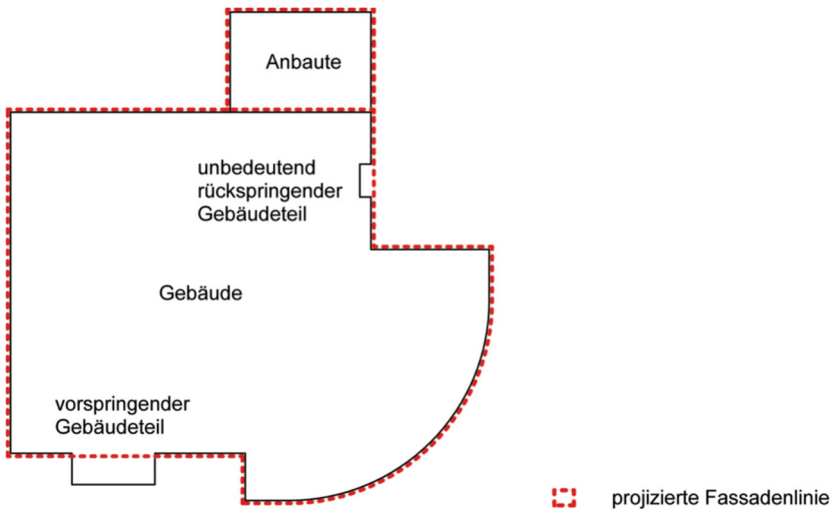 Anbaute
unbedeutend
rückspringender
Gebäudeteil
Gebäude
vorspringender
Gebäudeteil
projizierte Fassadenlinie